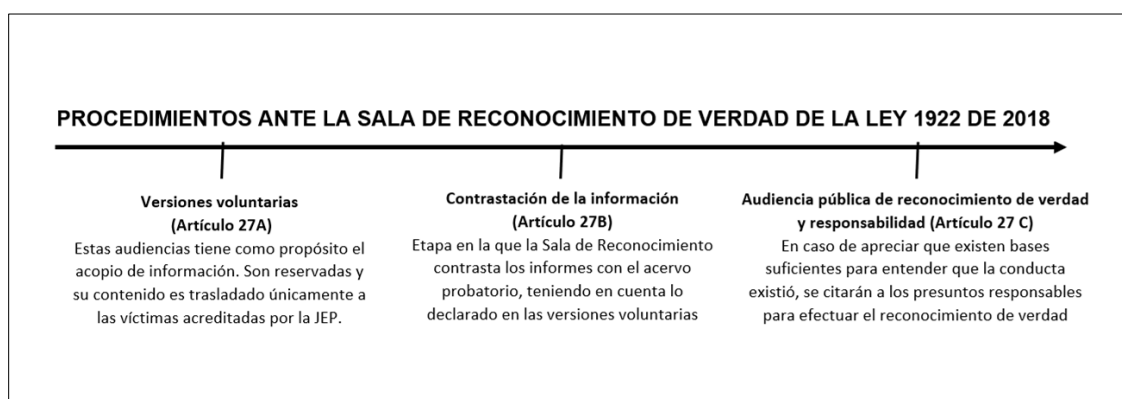 PROCEDIMIENTOS ANTE LA SALA DE RECONOCIMIENTO DE VERDAD DE LA LEY 1922 DE 2018
Versiones voluntarias
(Artículo 27A)
Estas audiencias tiene como propósito el
acopio de información. Son reservadas y
su contenido es trasladado únicamente a
las víctimas acreditadas por la JEP.
Contrastación de la información
(Artículo 27B)
Etapa en la que la Sala de Reconocimiento
contrasta los informes con el acervo
probatorio, teniendo en cuenta lo
declarado en las versiones voluntarias
Audiencia pública de reconocimiento de verdad
y responsabilidad (Artículo 27 C)
En caso de apreciar que existen bases
suficientes para entender que la conducta
existió, se citarán a los presuntos responsables
para efectuar el reconocimiento de verdad